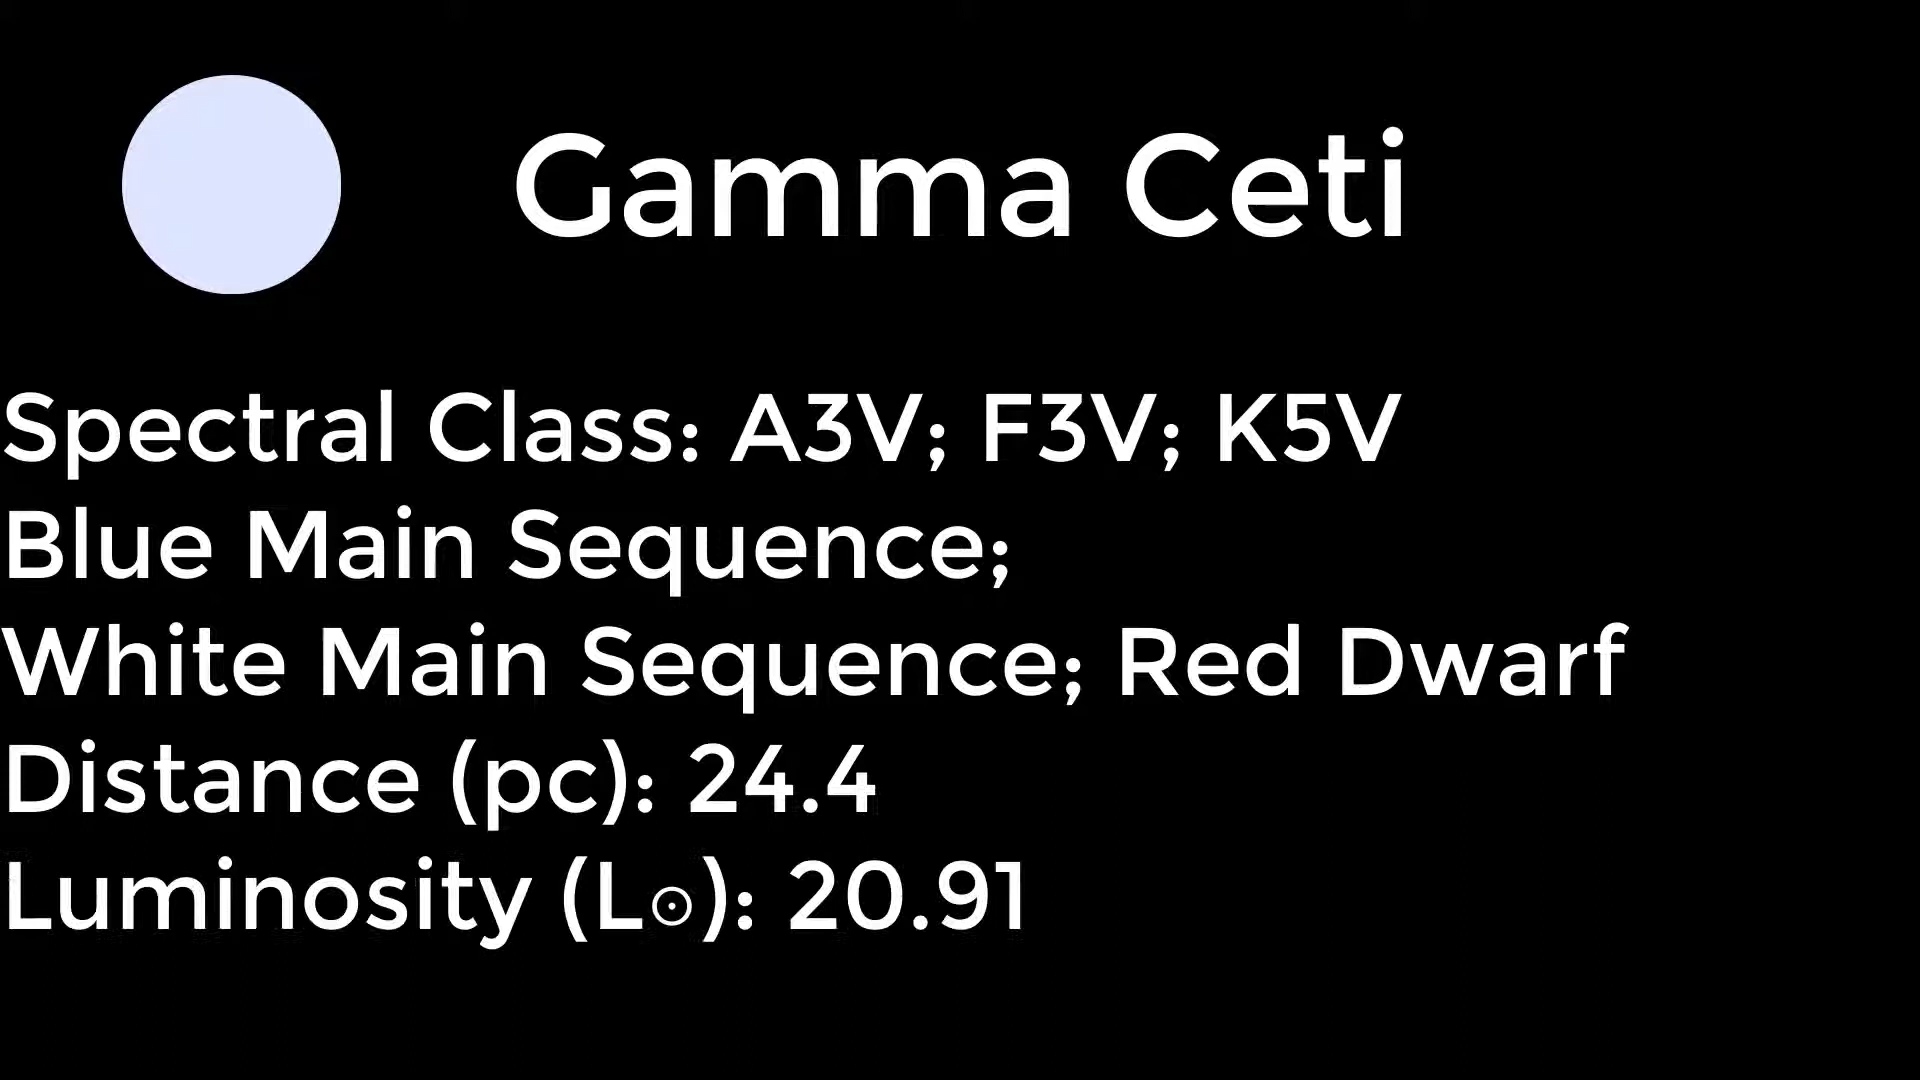 Gamma Ceti
Spectral Class: A3V; F3V; K5V
Blue Main Sequence;
White Main Sequence; Red Dwarf
Distance (pc): 24.4
Luminosity (L☉): 20.91